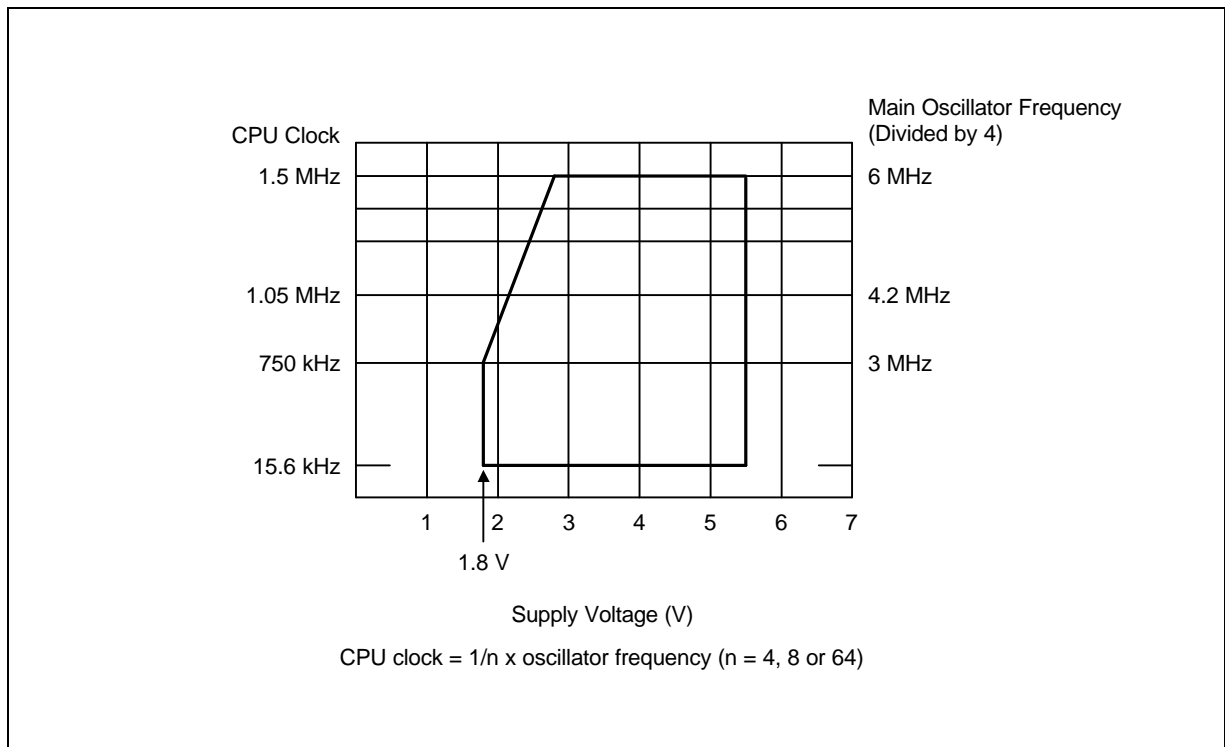 Main Oscillator Frequency
(Divided by 4)
CPU Clock
1.5 MHz
6 MHz
1.05 MHz
4.2 MHz
750 kHz
3 MHz
15.6 kHz
1 2 3 4 5 6 7
1.8 V
Supply Voltage (V)
CPU clock = 1/n x oscillator frequency (n = 4, 8 or 64)